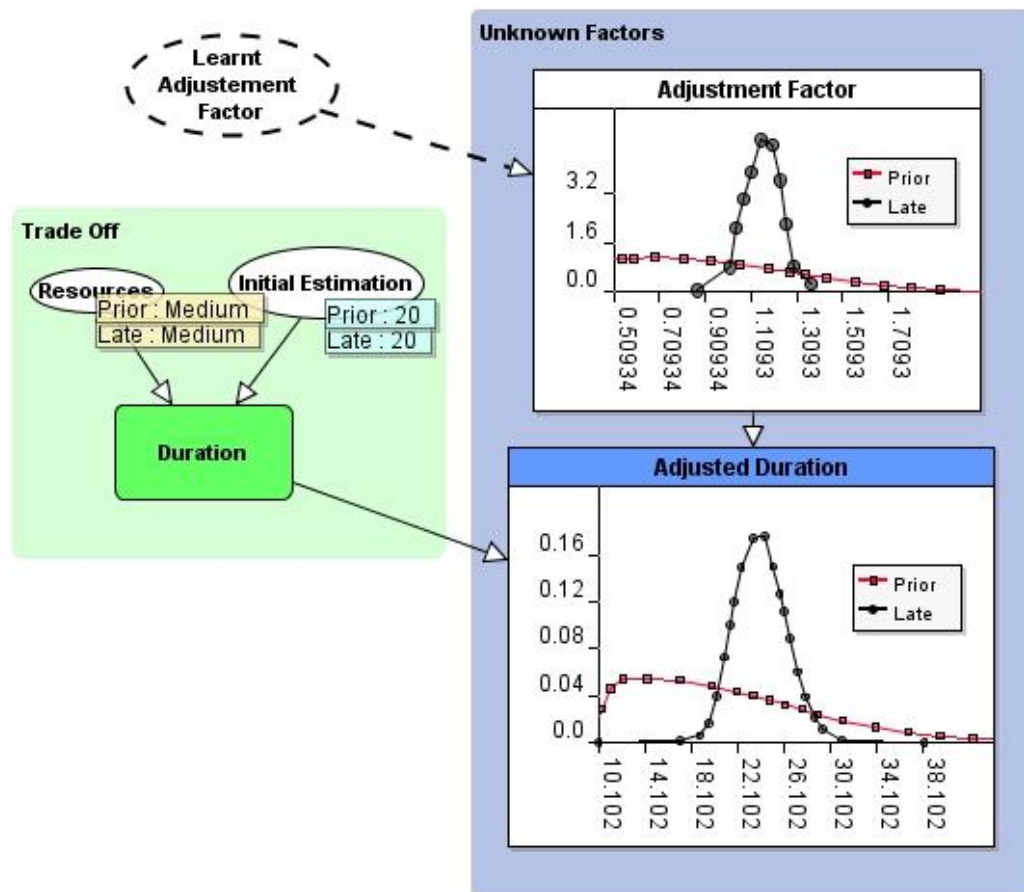 Unknown Factors
Learnt
Adjustement
Factor
Adjustment Factor
3.2
1.6
0.0
Prior
Late
0.50934
0.70934
0.90934
1.1093
1.3093
1.5093
1.7093
Trade Off
Resources
Prior : Medium
Late : Medium
Initial Estimation
Prior : 20
Late : 20
Duration
Adjusted Duration
0.16
0.12
0.08
0.04
0.0
Prior
Late
10.102
14.102
18.102
22.102
26.102
30.102
34.102
38.102